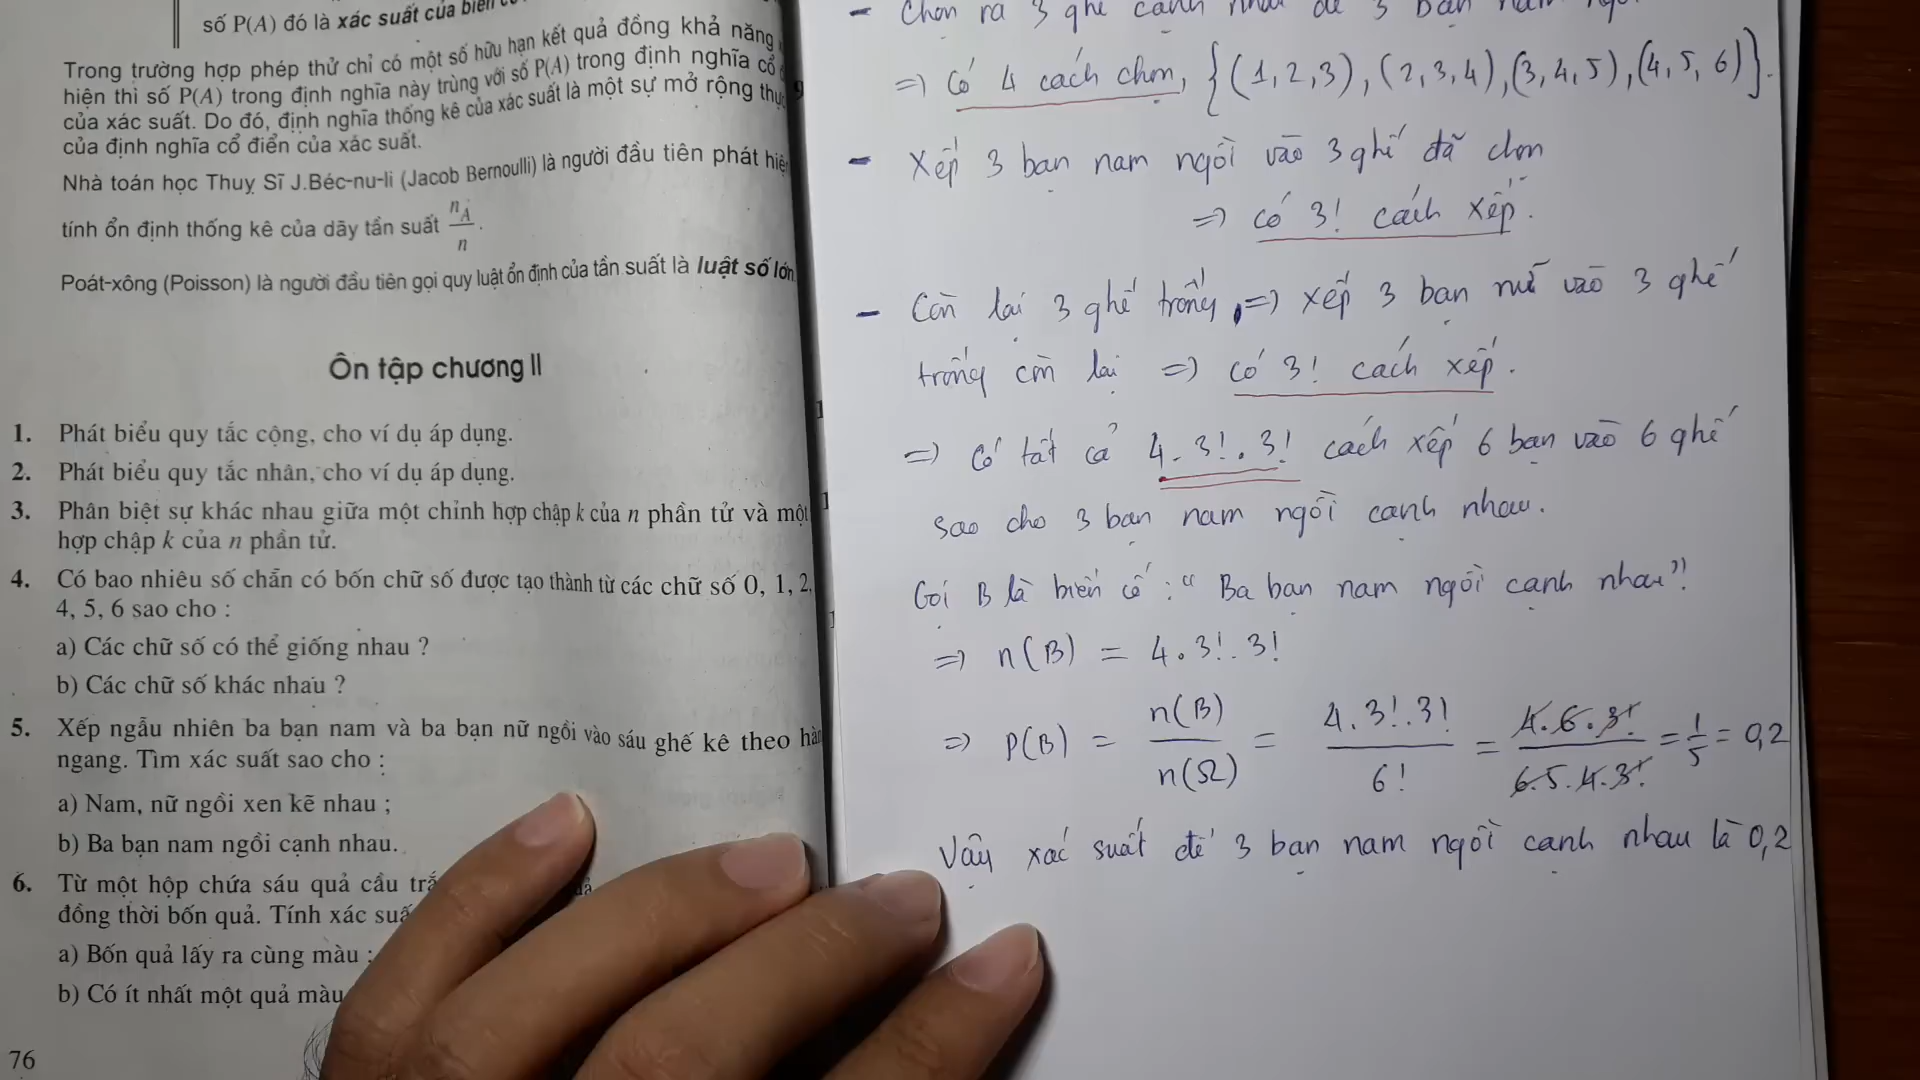 số P(A) đó là xác suất của biến
Trong trường hợp phép thử chỉ có một số hữu hạn kết quả đồng khả năng
hiện thì số P(A) trong định nghĩa này trùng với số P(A) trong định nghĩa cổ
của xác suất. Do đó, định nghĩa thống kê của xác suất là một sự mở rộng
của định nghĩa cổ điển của xác suất.
Nhà toán học Thuỵ Sĩ J.Béc-nu-li (Jacob Bernoulli) là người đầu tiên phát
tính ổn định thống kê của dãy tần suất n_A/n.
Poát-xông (Poisson) là người đầu tiên gọi quy luật ổn định của tần suất là luật số lớn
Ôn tập chương II
1. Phát biểu quy tắc cộng, cho ví dụ áp dụng.
2. Phát biểu quy tắc nhân, cho ví dụ áp dụng.
3. Phân biệt sự khác nhau giữa một chỉnh hợp chập k của n phần tử và một
hợp chập k của n phần tử.
4. Có bao nhiêu số chẵn có bốn chữ số được tạo thành từ các chữ số 0, 1, 2,
4, 5, 6 sao cho :
a) Các chữ số có thể giống nhau ?
b) Các chữ số khác nhau ?
5. Xếp ngẫu nhiên ba bạn nam và ba bạn nữ ngồi vào sáu ghế kê theo
ngang. Tìm xác suất sao cho :
a) Nam, nữ ngồi xen kẽ nhau ;
b) Ba bạn nam ngồi cạnh nhau.
6. Từ một hộp chứa sáu quả cầu
đồng thời bốn quả. Tính xác
a) Bốn quả lấy ra cùng màu ;
b) Có ít nhất một quả màu
76
- Chọn ra 3 ghế cạnh nhau để 3 bạn nam
=> Có 4 cách chọn, {(1,2,3), (2,3,4), (3,4,5), (4,5,6)}.
- Xếp 3 bạn nam ngồi vào 3 ghế đã chọn
=> có 3! cách xếp.
- Còn lại 3 ghế trống, => xếp 3 bạn nữ vào 3 ghế
trống còn lại => có 3! cách xếp.
=> Có tất cả 4.3!.3! cách xếp 6 bạn vào 6 ghế
sao cho 3 bạn nam ngồi cạnh nhau.
Gọi B là biến cố : "Ba bạn nam ngồi cạnh nhau"!
=> n(B) = 4.3!.3!
=> P(B) = n(B)/n(Ω) = 4.3!.3!/6! = 4.6.3!/6.5.4.3! = 1/5 = 0,2
Vậy xác suất để 3 bạn nam ngồi cạnh nhau là 0,2